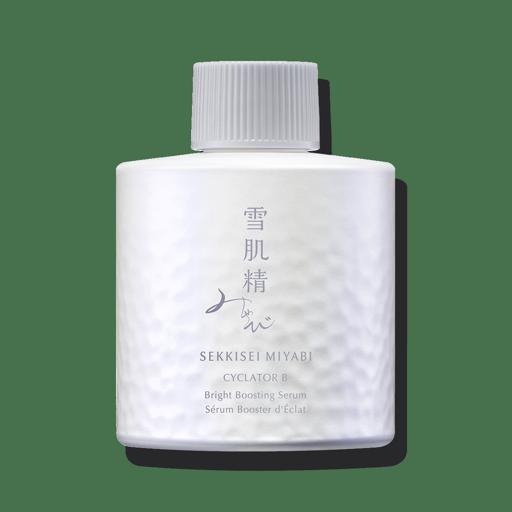 雪肌精
みやび
SEKKISEI MIYABI
CYCLATOR B
Bright Boosting Serum
Sérum Booster d'Éclat